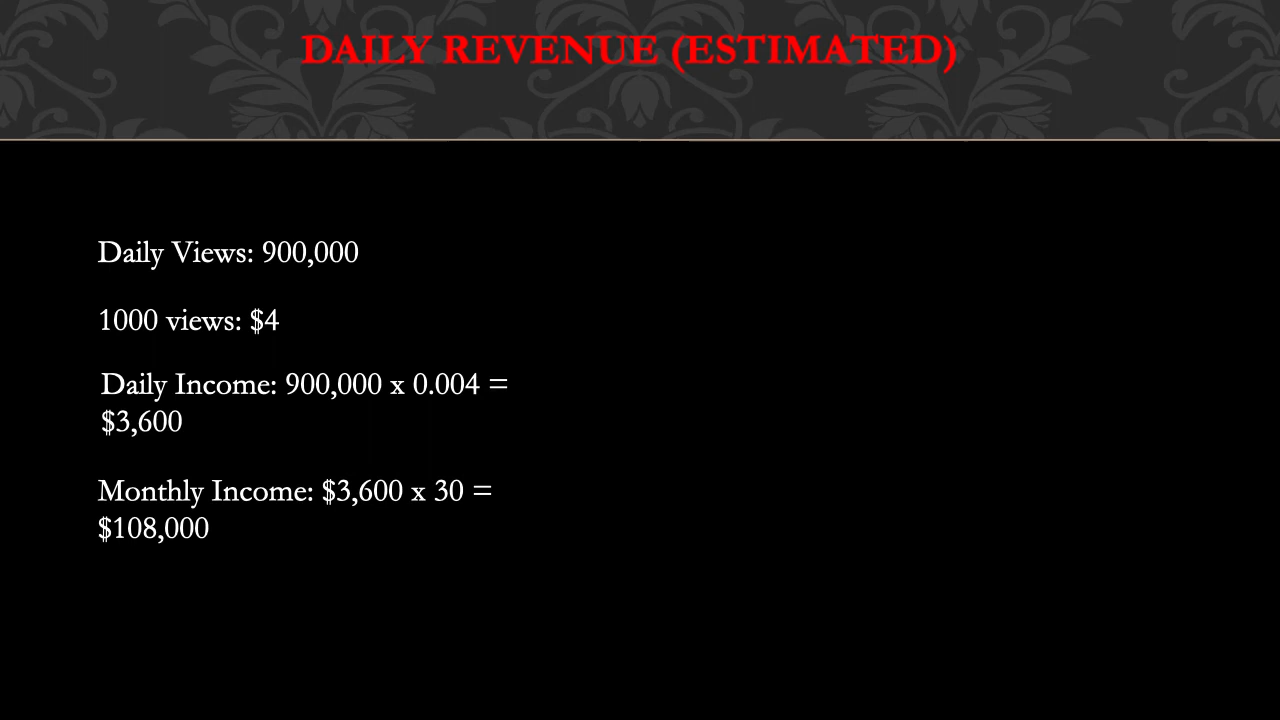 DAILY REVENUE (ESTIMATED)
Daily Views: 900,000
1000 views: $4
Daily Income: 900,000 x 0.004 =
$3,600
Monthly Income: $3,600 x 30 =
$108,000